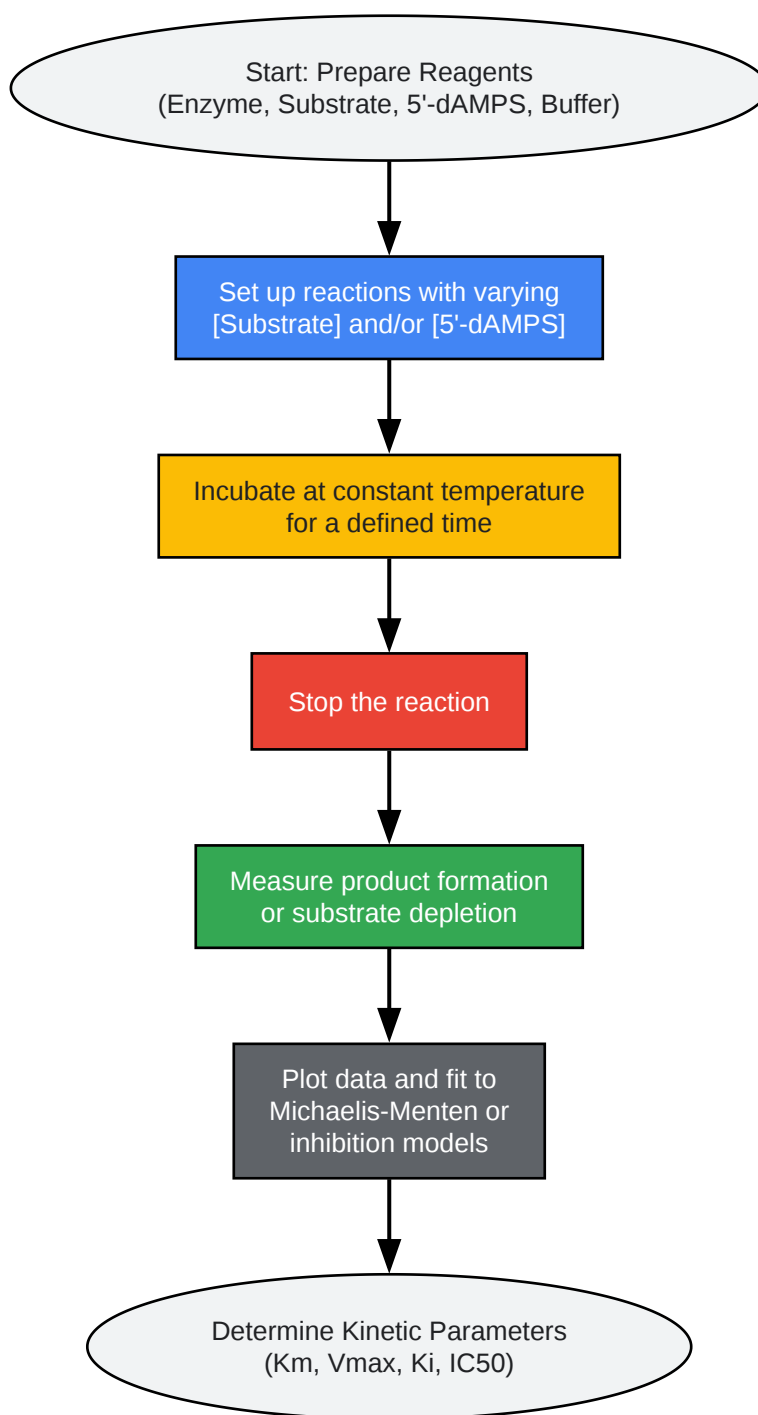 Start: Prepare Reagents
(Enzyme, Substrate, 5'-dAMPS, Buffer)
Set up reactions with varying
[Substrate] and/or [5'-dAMPS]
Incubate at constant temperature
for a defined time
Stop the reaction
Measure product formation
or substrate depletion
Plot data and fit to
Michaelis-Menten or
inhibition models
Determine Kinetic Parameters
(Km, Vmax, Ki, IC50)